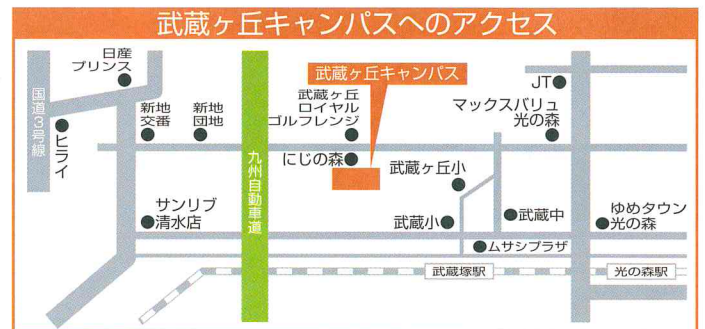 武蔵ヶ丘キャンパスへのアクセス
日産
プリンス
国道3号線
ヒライ
新地
交番
新地
団地
武蔵ヶ丘
ロイヤル
ゴルフレンジ
武蔵ヶ丘キャンパス
JT
マックスバリュ
光の森
九州自動車道
にじの森
武蔵ヶ丘小
サンリブ
清水店
武蔵小
武蔵中
ゆめタウン
光の森
ムサシプラザ
武蔵塚駅
光の森駅